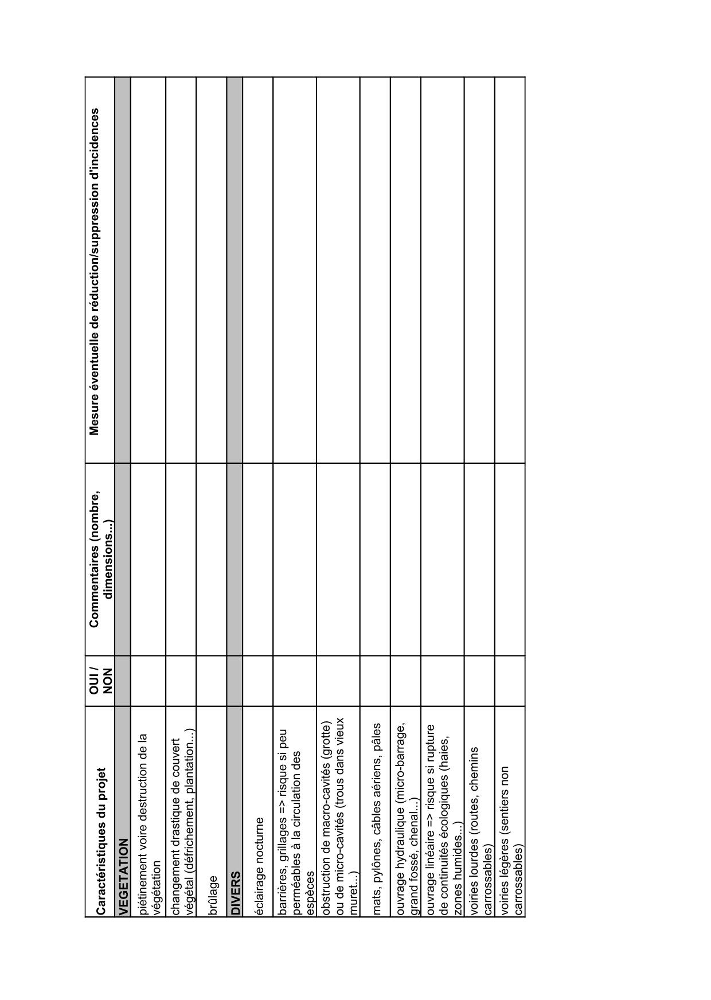 Caractéristiques du projet
OUI /
NON
Commentaires (nombre,
dimensions...)
Mesure éventuelle de réduction/suppression d'incidences
VEGETATION
piétinement voire destruction de la
végétation
changement drastique de couvert
végétal (défrichement, plantation...)
brûlage
DIVERS
éclairage nocturne
barrières, grillages => risque si peu
perméables à la circulation des
espèces
obstruction de macro-cavités (grotte)
ou de micro-cavités (trous dans vieux
muret...)
mats, pylônes, câbles aériens, pâles
ouvrage hydraulique (micro-barrage,
grand fossé, chenal...)
ouvrage linéaire => risque si rupture
de continuités écologiques (haies,
zones humides...)
voiries lourdes (routes, chemins
carrossables)
voiries légères (sentiers non
carrossables)